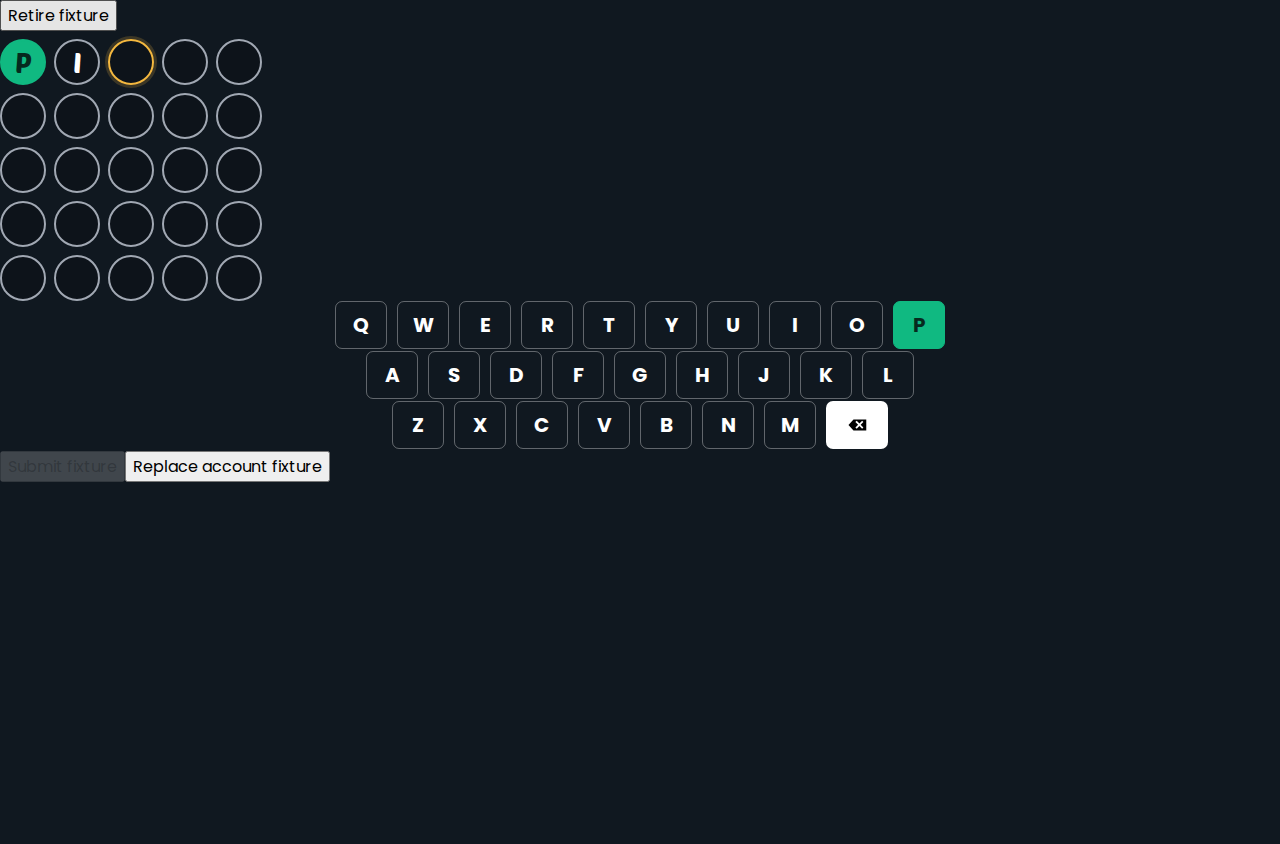 Retire fixture
P I
Q W E R T Y U I O P
A S D F G H J K L
Z X C V B N M
Submit fixture Replace account fixture